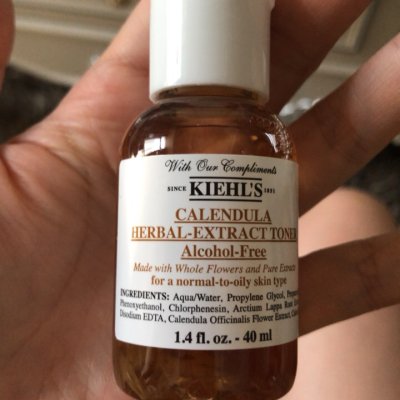 With Our Compliments
SINCE KIEHL'S 1851
CALENDULA
HERBAL-EXTRACT TONER
Alcohol-Free
Made with Whole Flowers and Pure Extracts
for a normal-to-oily skin type
INGREDIENTS: Aqua/Water, Propylene Glycol,
Phenoxyethanol, Chlorphenesin, Arctium Lappa Root
Disodium EDTA, Calendula Officinalis Flower Extract,
1.4 fl. oz. - 40 ml